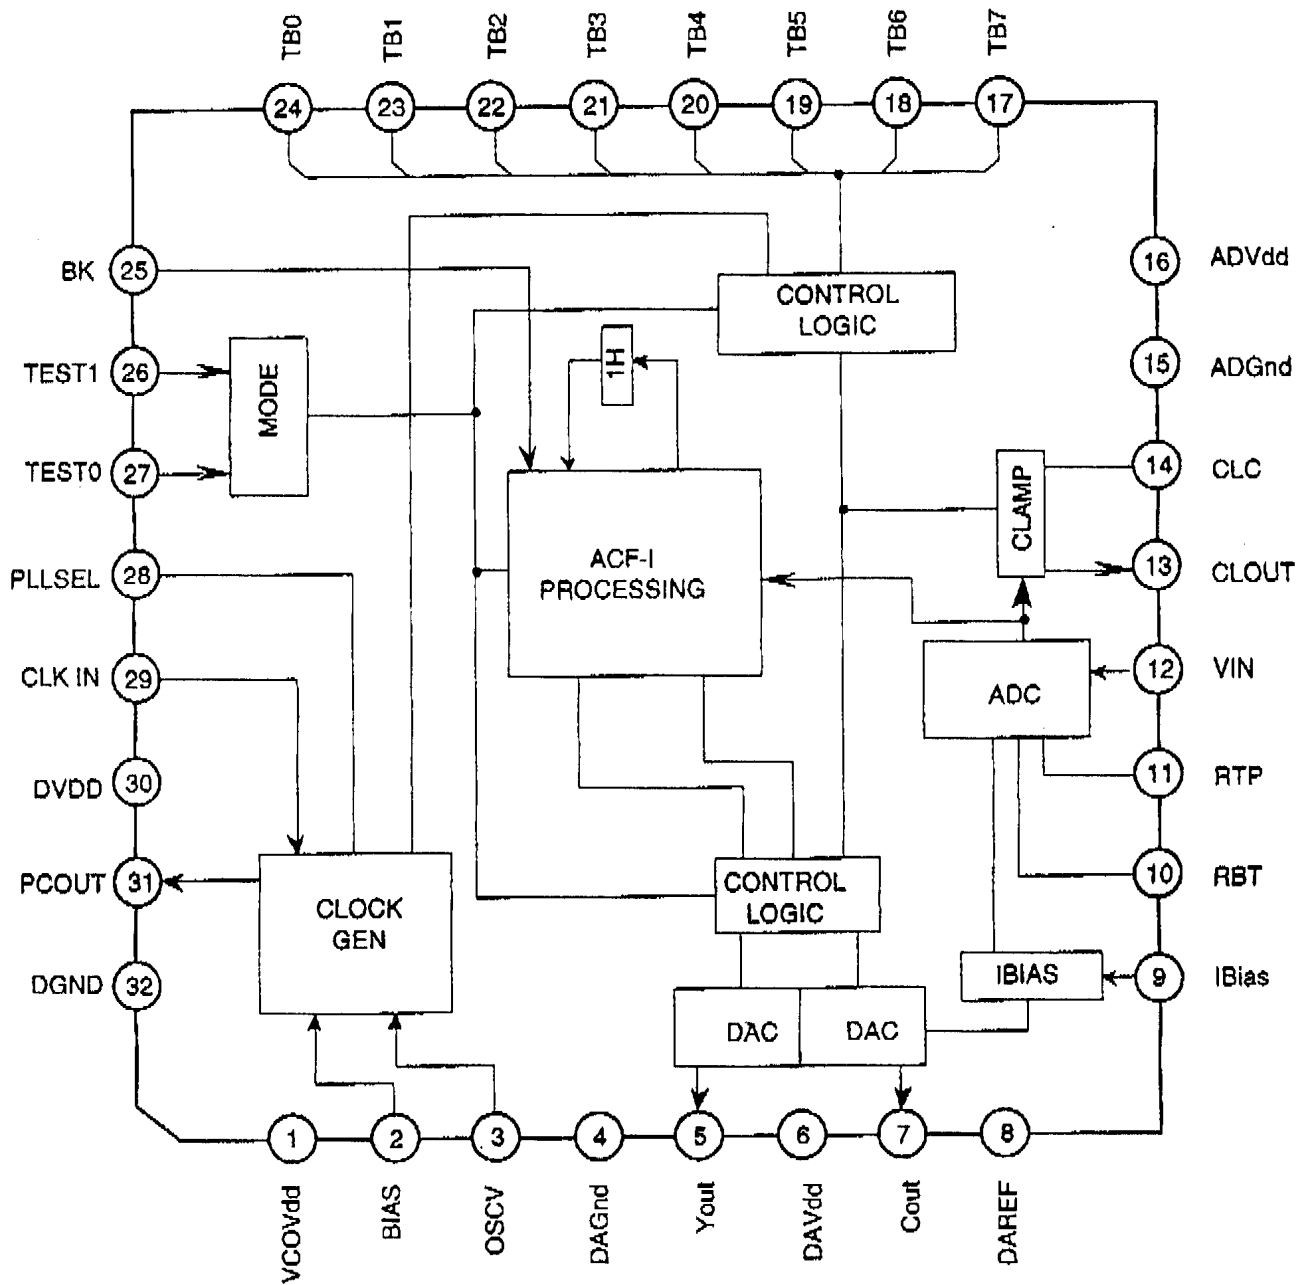 TB0
TB1
TB2
TB3
TB4
TB5
TB6
TB7
24
23
22
21
20
19
18
17
BK
25
16
ADVdd
CONTROL
LOGIC
TEST1
26
MODE
1H
15
ADGnd
TEST0
27
CLAMP
14
CLC
ACF-I
PROCESSING
PLLSEL
28
13
CLOUT
CLK IN
29
ADC
12
VIN
DVDD
30
11
RTP
PCOUT
31
CLOCK
GEN
CONTROL
LOGIC
10
RBT
DGND
32
IBIAS
9
IBias
DAC
DAC
1
2
3
4
5
6
7
8
VCOVdd
BIAS
OSCV
DAGnd
Yout
DAVdd
Cout
DAREF